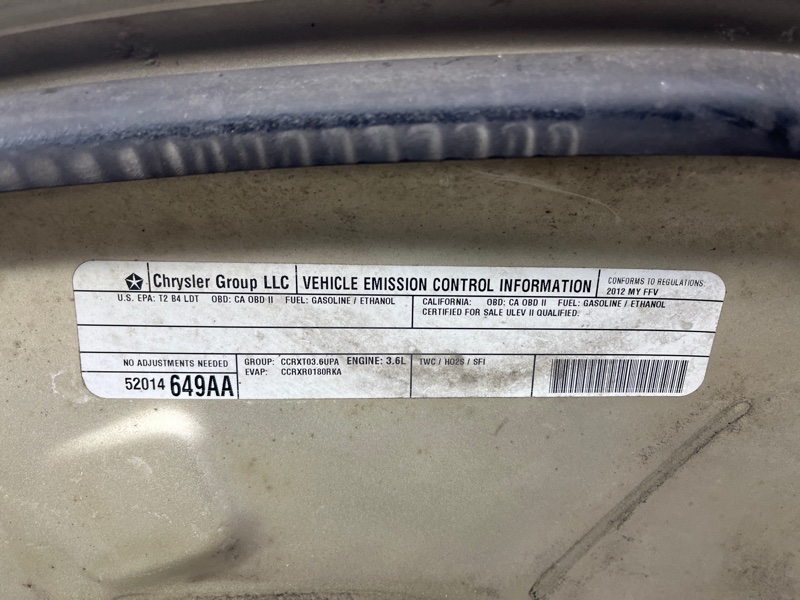 Chrysler Group LLC
VEHICLE EMISSION CONTROL INFORMATION
CONFORMS TO REGULATIONS:
2012 MY FFV
U.S. EPA: T2 B4 LDT OBD: CA OBD II FUEL: GASOLINE / ETHANOL
CALIFORNIA: OBD: CA OBD II FUEL: GASOLINE / ETHANOL
CERTIFIED FOR SALE ULEV II QUALIFIED.
NO ADJUSTMENTS NEEDED
52014 649AA
GROUP: CCRXT03.6UPA ENGINE: 3.6L
EVAP: CCRXR0180RKA
TWC / HO2S / SFI